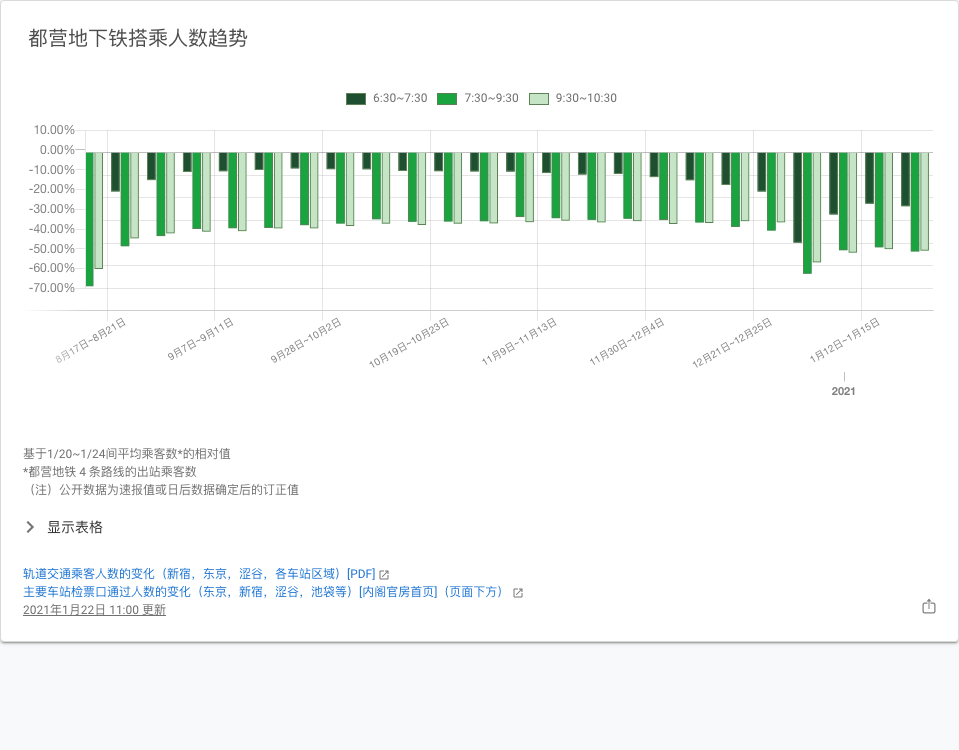 都营地下铁搭乘人数趋势
6:30~7:30 7:30~9:30 9:30~10:30
10.00%
0.00%
-10.00%
-20.00%
-30.00%
-40.00%
-50.00%
-60.00%
-70.00%
8月17日~8月21日
9月7日~9月11日
9月28日~10月2日
10月19日~10月23日
11月9日~11月13日
11月30日~12月4日
12月21日~12月25日
1月12日~1月15日
2021
基于1/20~1/24间平均乘客数*的相对值
*都营地铁 4 条路线的出站乘客数
（注）公开数据为速报值或日后数据确定后的订正值
显示表格
轨道交通乘客人数的变化（新宿，东京，涩谷，各车站区域）[PDF]
主要车站检票口通过人数的变化（东京，新宿，涩谷，池袋等）[内阁官房首页]（页面下方）
2021年1月22日 11:00 更新